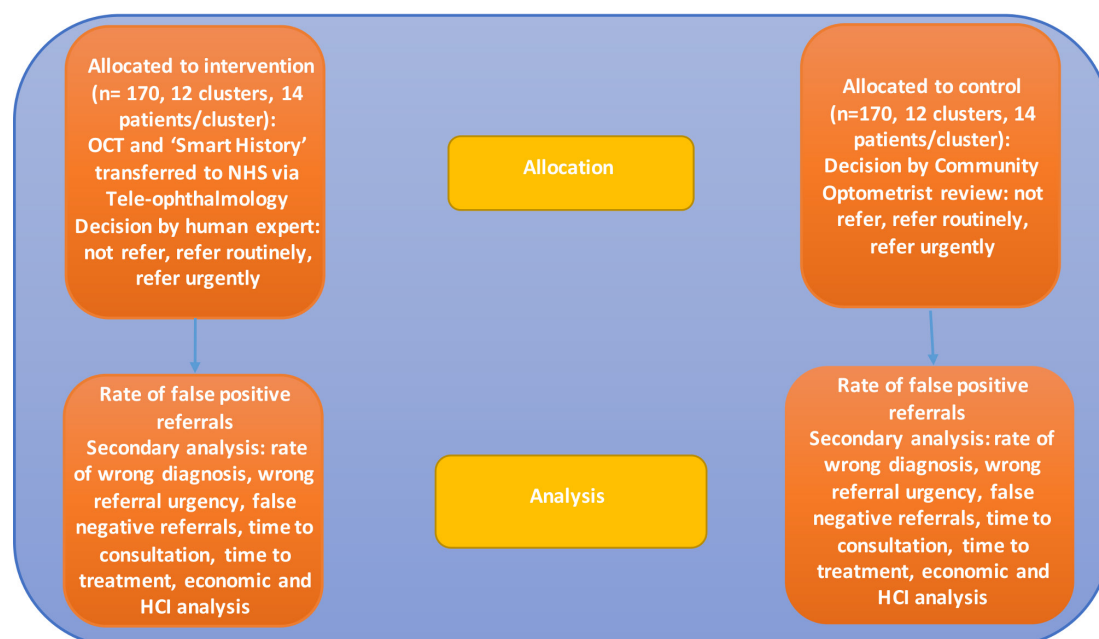 Allocated to intervention
(n= 170, 12 clusters, 14
patients/cluster):
OCT and ‘Smart History’
transferred to NHS via
Tele-ophthalmology
Decision by human expert:
not refer, refer routinely,
refer urgently
Allocation
Allocated to control
(n=170, 12 clusters, 14
patients/cluster):
Decision by Community
Optometrist review: not
refer, refer routinely,
refer urgently
Rate of false positive
referrals
Secondary analysis: rate
of wrong diagnosis, wrong
referral urgency, false
negative referrals, time to
consultation, time to
treatment, economic and
HCI analysis
Analysis
Rate of false positive
referrals
Secondary analysis: rate of
wrong diagnosis, wrong
referral urgency, false
negative referrals, time to
consultation, time to
treatment, economic and
HCI analysis